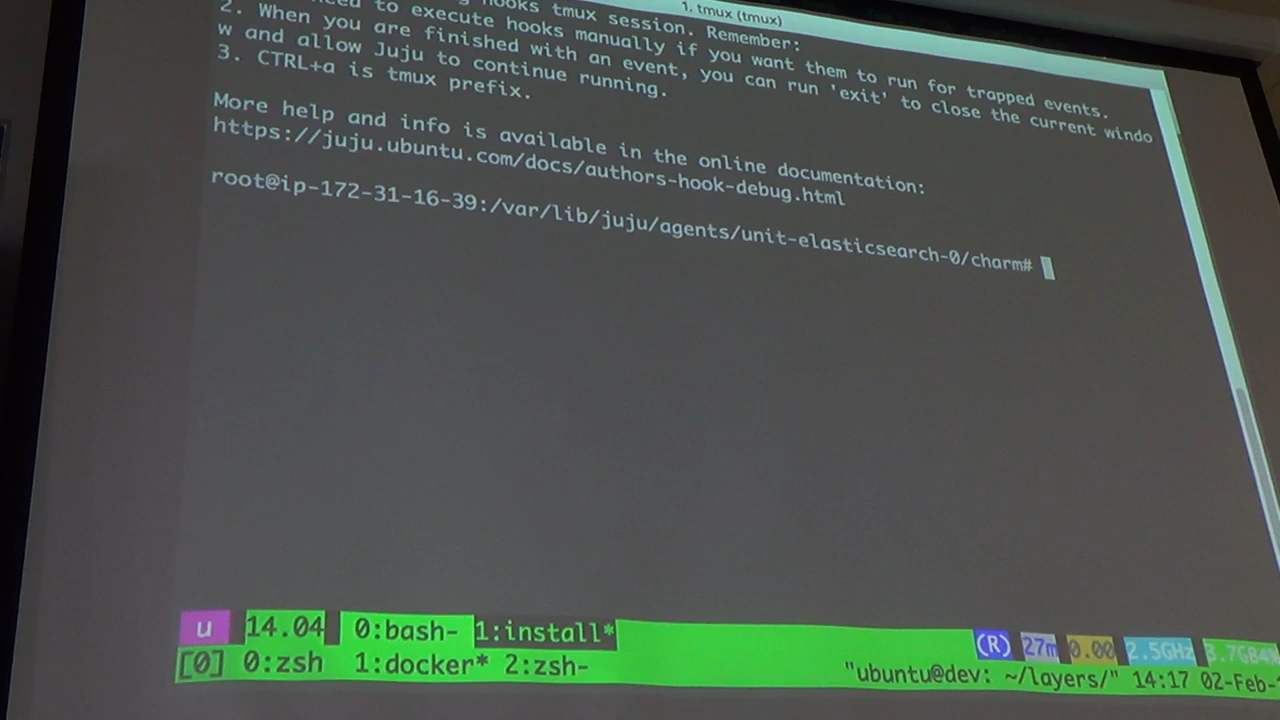 1. tmux (tmux)
hooks tmux session. Remember:
to execute hooks manually if you want them to run for trapped events.
2. When you are finished with an event, you can run 'exit' to close the current windo
w and allow Juju to continue running.
3. CTRL+a is tmux prefix.
More help and info is available in the online documentation:
https://juju.ubuntu.com/docs/authors-hook-debug.html
root@ip-172-31-16-39:/var/lib/juju/agents/unit-elasticsearch-0/charm#
u 14.04 0:bash- 1:install* (R) 27m 0.00 2.5GHz 3.7GB4%
[0] 0:zsh 1:docker* 2:zsh- "ubuntu@dev: ~/layers/" 14:17 02-Feb-